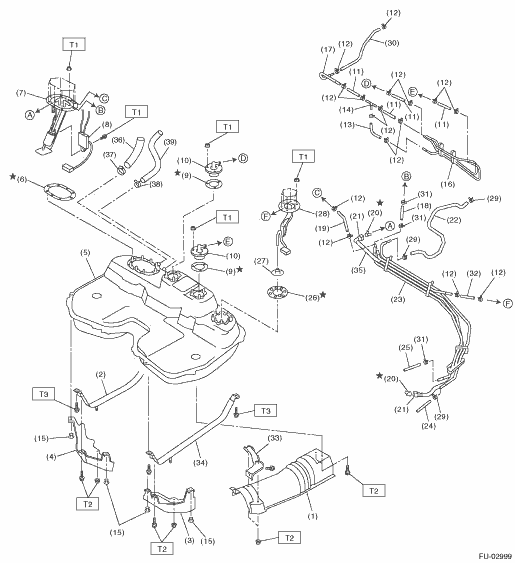 (12)
T1
(17)
(12)
(30)
(7)
(11)
D
E
(12)
(12)
C
A
B
(12)
(14)
(11)
(11)
(8)
T1
(13)
(12)
(11)
(36)
(39)
T1
(12)
(16)
(37)
(10)
D
T1
★(6)
(38)
★(9)
B
C
(12)
★
(31)
(29)
(18)
T1
F
(28)
(21)
(20)
A
(31)
(22)
(19)
E
(12)
(29)
(5)
(10)
(27)
(35)
(9)★
(23)
(12)
(32)
(12)
(26)★
F
(31)
(25)
(2)
★
(20)
T3
T3
(21)
(29)
(24)
(15)
(4)
(33)
(34)
T2
T2
(15)
(1)
(3)
(15)
T2
T2
FU-02999